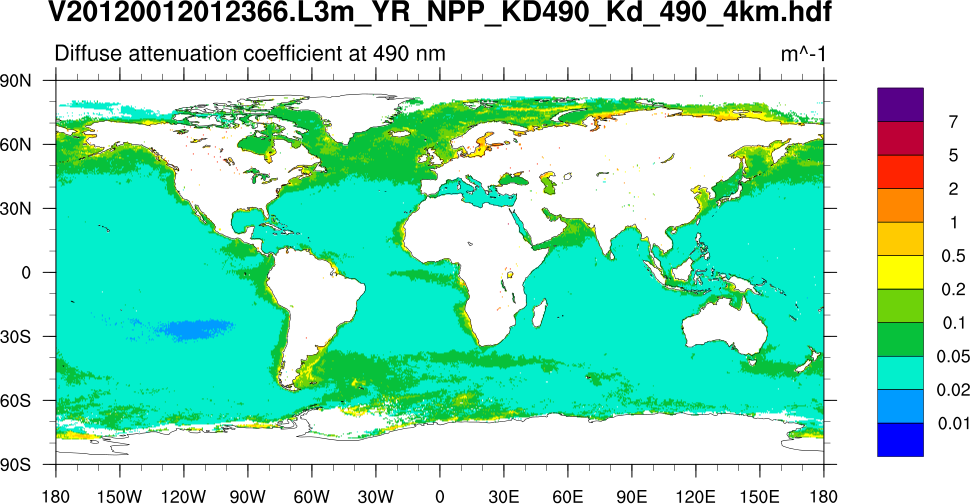 V20120012012366.L3m_YR_NPP_KD490_Kd_490_4km.hdf
Diffuse attenuation coefficient at 490 nm m^-1
90N
60N
30N
0
30S
60S
90S
180 150W 120W 90W 60W 30W 0 30E 60E 90E 120E 150E 180
7
5
2
1
0.5
0.2
0.1
0.05
0.02
0.01